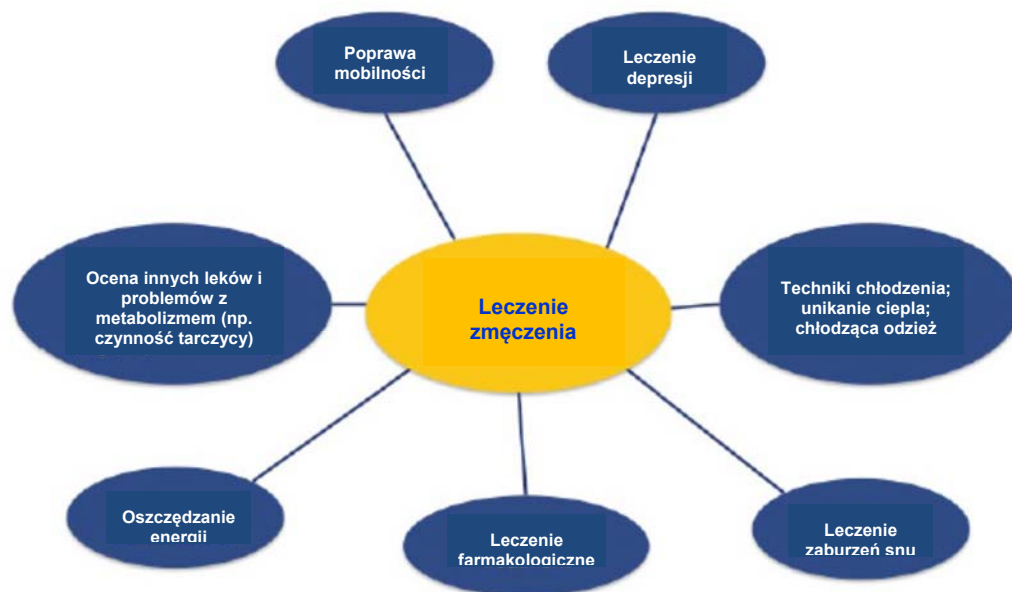 Poprawa
mobilności
Leczenie
depresji
Ocena innych leków i
problemów z
metabolizmem (np.
czynność tarczycy)
Leczenie
zmęczenia
Techniki chłodzenia;
unikanie ciepla;
chłodząca odzież
Oszczędzanie
energii
Leczenie
farmakologiczne
Leczenie
zaburzeń snu